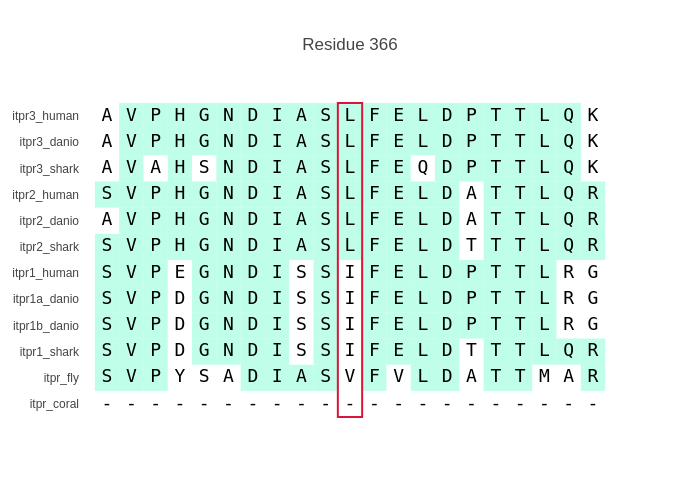 Residue 366
itpr3_human A V P H G N D I A S L F E L D P T T L Q K
itpr3_danio A V P H G N D I A S L F E L D P T T L Q K
itpr3_shark A V A H S N D I A S L F E Q D P T T L Q K
itpr2_human S V P H G N D I A S L F E L D A T T L Q R
itpr2_danio A V P H G N D I A S L F E L D A T T L Q R
itpr2_shark S V P H G N D I A S L F E L D T T T L Q R
itpr1_human S V P E G N D I S S I F E L D P T T L R G
itpr1a_danio S V P D G N D I S S I F E L D P T T L R G
itpr1b_danio S V P D G N D I S S I F E L D P T T L R G
itpr1_shark S V P D G N D I S S I F E L D T T T L Q R
itpr_fly S V P Y S A D I A S V F V L D A T T M A R
itpr_coral - - - - - - - - - - - - - - - - - - - - -